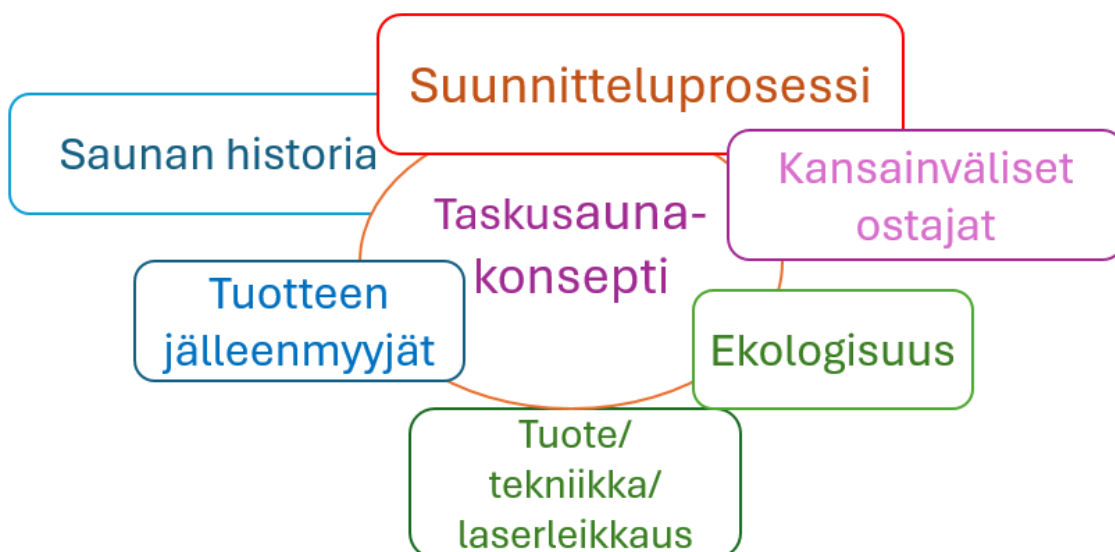 Suunnitteluprosessi
Saunan historia
Kansainväliset
ostajat
Taskusauna-
konsepti
Tuotteen
jälleenmyyjät
Ekologisuus
Tuote/
tekniikka/
laserleikkaus